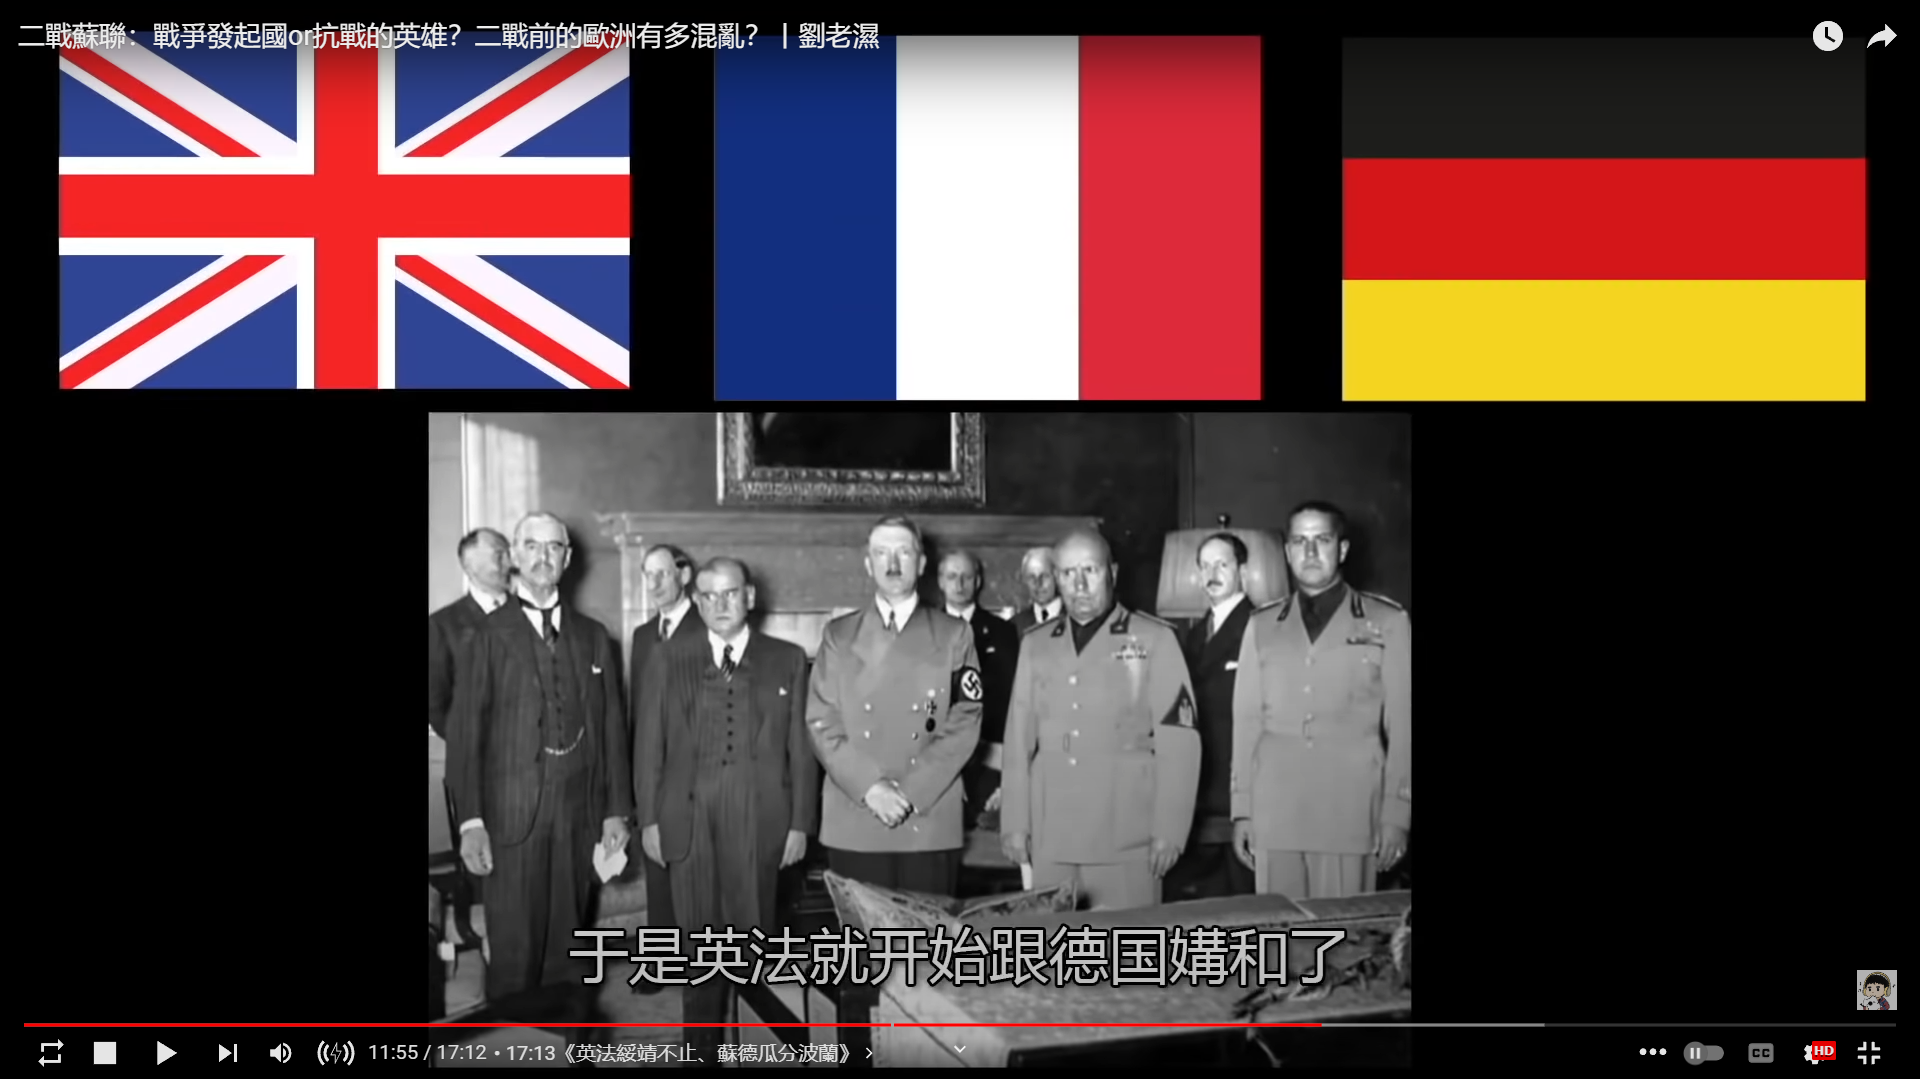 二戰蘇聯：戰爭發起國or抗戰的英雄？二戰前的歐洲有多混亂？｜劉老濕
于是英法就开始跟德国媾和了
11:55 / 17:12 • 17:13《英法綏靖不止、蘇德瓜分波蘭》
CC
HD